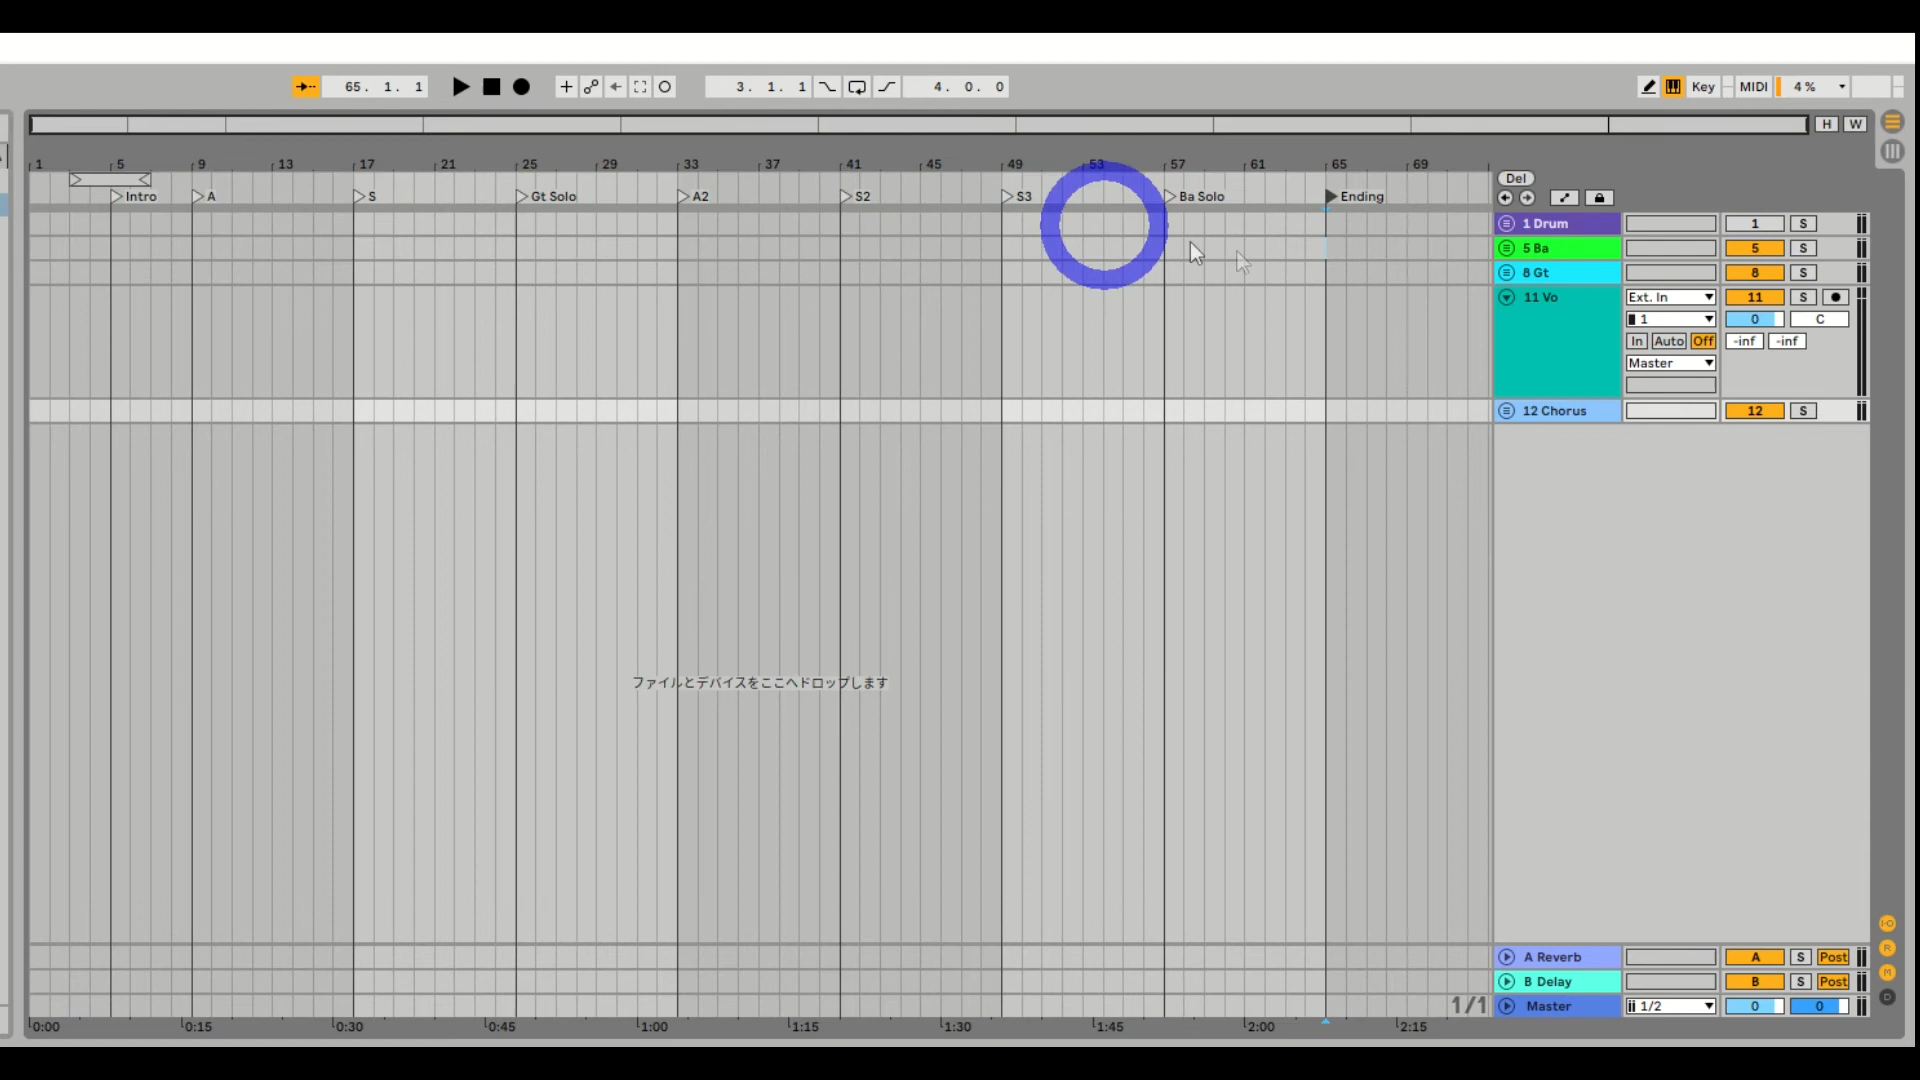 65. 1. 1
3. 1. 1
4. 0. 0
Key
MIDI
4 %
H W
1 5 9 13 17 21 25 29 33 37 41 45 49 53 57 61 65 69
Del
Intro A S Gt Solo A2 S2 S3 Ba Solo Ending
1 Drum 1 S
5 Ba 5 S
8 Gt 8 S
11 Vo Ext. In 11 S
1 0 C
In Auto Off -inf -inf
Master
12 Chorus 12 S
ファイルとデバイスをここへドロップします
I·O
R
M
D
A Reverb A S Post
B Delay B S Post
1/1 Master 1/2 0 0
0:00 0:15 0:30 0:45 1:00 1:15 1:30 1:45 2:00 2:15